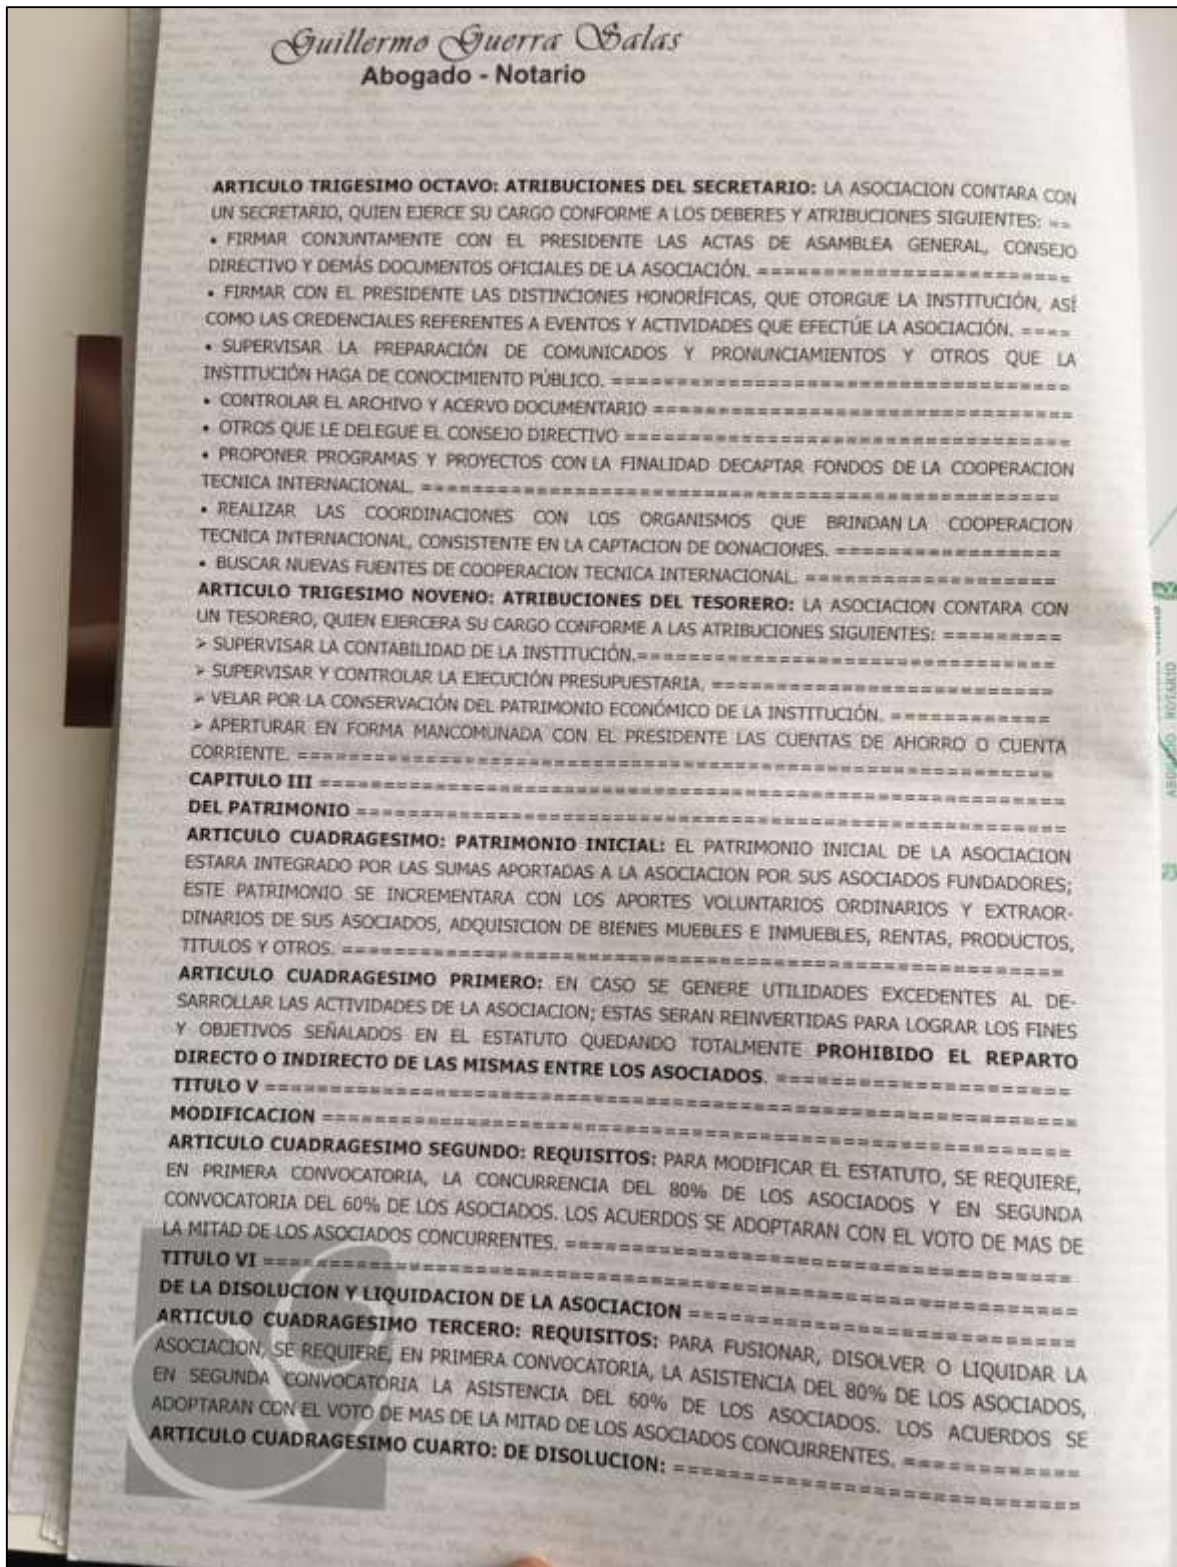 Guillermo Guerra Salas
Abogado - Notario
ARTICULO TRIGESIMO OCTAVO: ATRIBUCIONES DEL SECRETARIO: LA ASOCIACION CONTARA CON
UN SECRETARIO, QUIEN EJERCE SU CARGO CONFORME A LOS DEBERES Y ATRIBUCIONES SIGUIENTES: ==
• FIRMAR CONJUNTAMENTE CON EL PRESIDENTE LAS ACTAS DE ASAMBLEA GENERAL, CONSEJO
DIRECTIVO Y DEMÁS DOCUMENTOS OFICIALES DE LA ASOCIACIÓN. ========================
• FIRMAR CON EL PRESIDENTE LAS DISTINCIONES HONORÍFICAS, QUE OTORGUE LA INSTITUCIÓN, ASÍ
COMO LAS CREDENCIALES REFERENTES A EVENTOS Y ACTIVIDADES QUE EFECTÚE LA ASOCIACIÓN. ====
• SUPERVISAR LA PREPARACIÓN DE COMUNICADOS Y PRONUNCIAMIENTOS Y OTROS QUE LA
INSTITUCIÓN HAGA DE CONOCIMIENTO PÚBLICO. ===================================
• CONTROLAR EL ARCHIVO Y ACERVO DOCUMENTARIO ================================
• OTROS QUE LE DELEGUE EL CONSEJO DIRECTIVO ==================================
• PROPONER PROGRAMAS Y PROYECTOS CON LA FINALIDAD DECAPTAR FONDOS DE LA COOPERACION
TECNICA INTERNACIONAL. =================================================
• REALIZAR LAS COORDINACIONES CON LOS ORGANISMOS QUE BRINDAN LA COOPERACION
TECNICA INTERNACIONAL, CONSISTENTE EN LA CAPTACION DE DONACIONES. =================
• BUSCAR NUEVAS FUENTES DE COOPERACION TECNICA INTERNACIONAL. ===================
ARTICULO TRIGESIMO NOVENO: ATRIBUCIONES DEL TESORERO: LA ASOCIACION CONTARA CON
UN TESORERO, QUIEN EJERCERA SU CARGO CONFORME A LAS ATRIBUCIONES SIGUIENTES: =========
➢ SUPERVISAR LA CONTABILIDAD DE LA INSTITUCIÓN.================================
➢ SUPERVISAR Y CONTROLAR LA EJECUCIÓN PRESUPUESTARIA. ==========================
➢ VELAR POR LA CONSERVACIÓN DEL PATRIMONIO ECONÓMICO DE LA INSTITUCIÓN. ============
➢ APERTURAR EN FORMA MANCOMUNADA CON EL PRESIDENTE LAS CUENTAS DE AHORRO O CUENTA
CORRIENTE. ==========================================================
CAPITULO III =========================================================
DEL PATRIMONIO ======================================================
ARTICULO CUADRAGESIMO: PATRIMONIO INICIAL: EL PATRIMONIO INICIAL DE LA ASOCIACION
ESTARA INTEGRADO POR LAS SUMAS APORTADAS A LA ASOCIACION POR SUS ASOCIADOS FUNDADORES;
ESTE PATRIMONIO SE INCREMENTARA CON LOS APORTES VOLUNTARIOS ORDINARIOS Y EXTRAOR-
DINARIOS DE SUS ASOCIADOS, ADQUISICION DE BIENES MUEBLES E INMUEBLES, RENTAS, PRODUCTOS,
TITULOS Y OTROS. =======================================================
ARTICULO CUADRAGESIMO PRIMERO: EN CASO SE GENERE UTILIDADES EXCEDENTES AL DE-
SARROLLAR LAS ACTIVIDADES DE LA ASOCIACION; ESTAS SERAN REINVERTIDAS PARA LOGRAR LOS FINES
Y OBJETIVOS SEÑALADOS EN EL ESTATUTO QUEDANDO TOTALMENTE PROHIBIDO EL REPARTO
DIRECTO O INDIRECTO DE LAS MISMAS ENTRE LOS ASOCIADOS. ======================
TITULO V =============================================================
MODIFICACION ========================================================
ARTICULO CUADRAGESIMO SEGUNDO: REQUISITOS: PARA MODIFICAR EL ESTATUTO, SE REQUIERE,
EN PRIMERA CONVOCATORIA, LA CONCURRENCIA DEL 80% DE LOS ASOCIADOS Y EN SEGUNDA
CONVOCATORIA DEL 60% DE LOS ASOCIADOS. LOS ACUERDOS SE ADOPTARAN CON EL VOTO DE MAS DE
LA MITAD DE LOS ASOCIADOS CONCURRENTES. ======================================
TITULO VI =============================================================
DE LA DISOLUCION Y LIQUIDACION DE LA ASOCIACION =============================
ARTICULO CUADRAGESIMO TERCERO: REQUISITOS: PARA FUSIONAR, DISOLVER O LIQUIDAR LA
ASOCIACION, SE REQUIERE, EN PRIMERA CONVOCATORIA, LA ASISTENCIA DEL 80% DE LOS ASOCIADOS,
EN SEGUNDA CONVOCATORIA LA ASISTENCIA DEL 60% DE LOS ASOCIADOS. LOS ACUERDOS SE
ADOPTARAN CON EL VOTO DE MAS DE LA MITAD DE LOS ASOCIADOS CONCURRENTES. ============
ARTICULO CUADRAGESIMO CUARTO: DE DISOLUCION: ===============================
NOTARIO